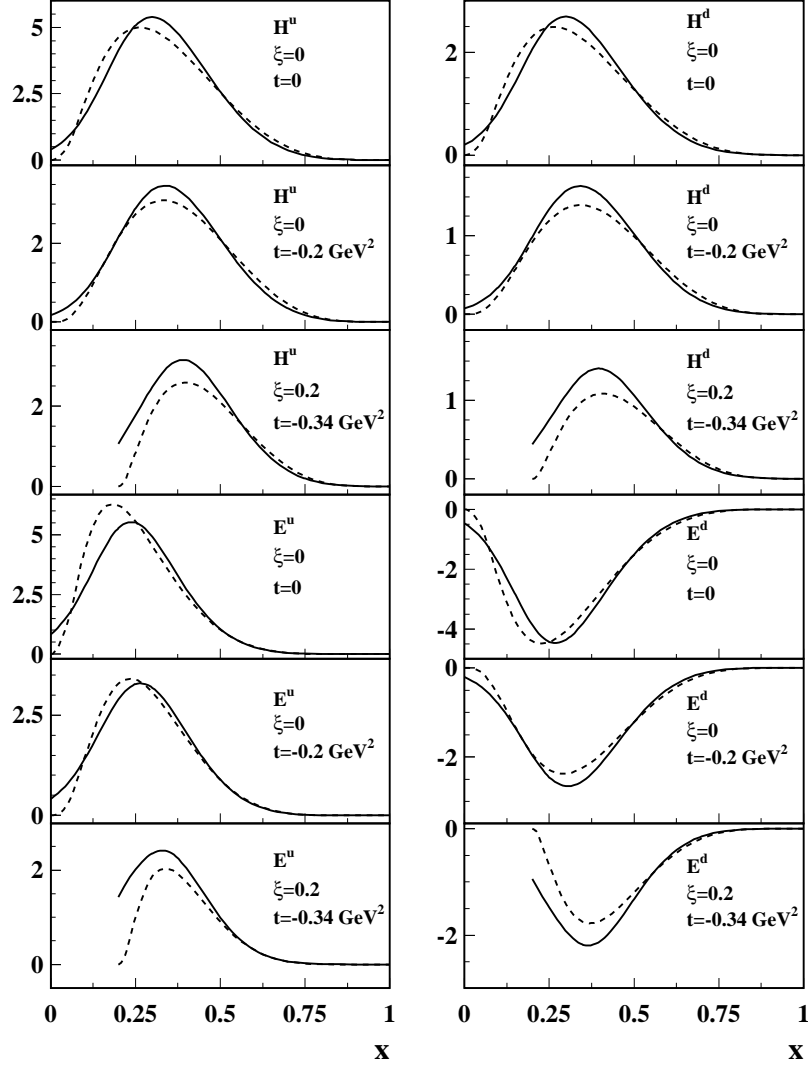 5
2.5
0
H^u
ξ=0
t=0
2
0
H^d
ξ=0
t=0
2
0
H^u
ξ=0
t=-0.2 GeV^2
1
0
H^d
ξ=0
t=-0.2 GeV^2
2
0
H^u
ξ=0.2
t=-0.34 GeV^2
1
0
H^d
ξ=0.2
t=-0.34 GeV^2
5
2.5
0
E^u
ξ=0
t=0
0
-2
-4
E^d
ξ=0
t=0
2.5
0
E^u
ξ=0
t=-0.2 GeV^2
0
-2
E^d
ξ=0
t=-0.2 GeV^2
2
0
E^u
ξ=0.2
t=-0.34 GeV^2
0
-2
E^d
ξ=0.2
t=-0.34 GeV^2
0 0.25 0.5 0.75 1
x
0 0.25 0.5 0.75 1
x